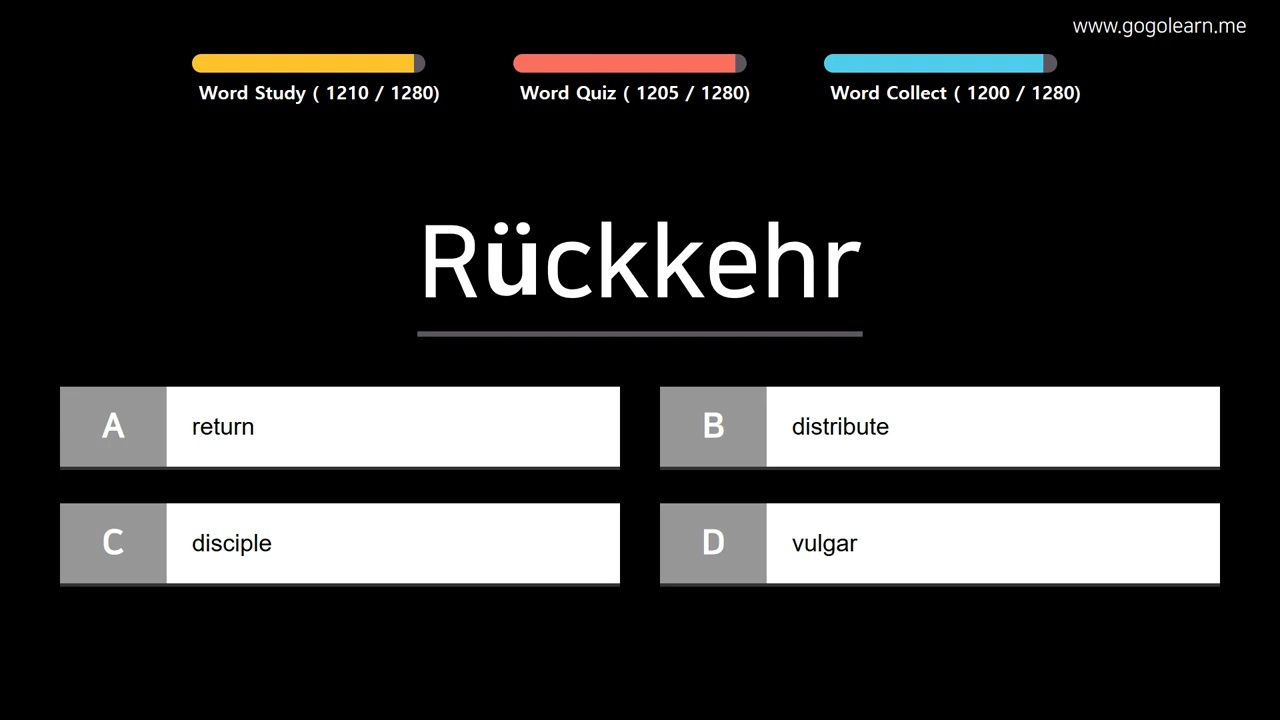 www.gogolearn.me
Word Study ( 1210 / 1280)
Word Quiz ( 1205 / 1280)
Word Collect ( 1200 / 1280)
Rückkehr
A return
B distribute
C disciple
D vulgar